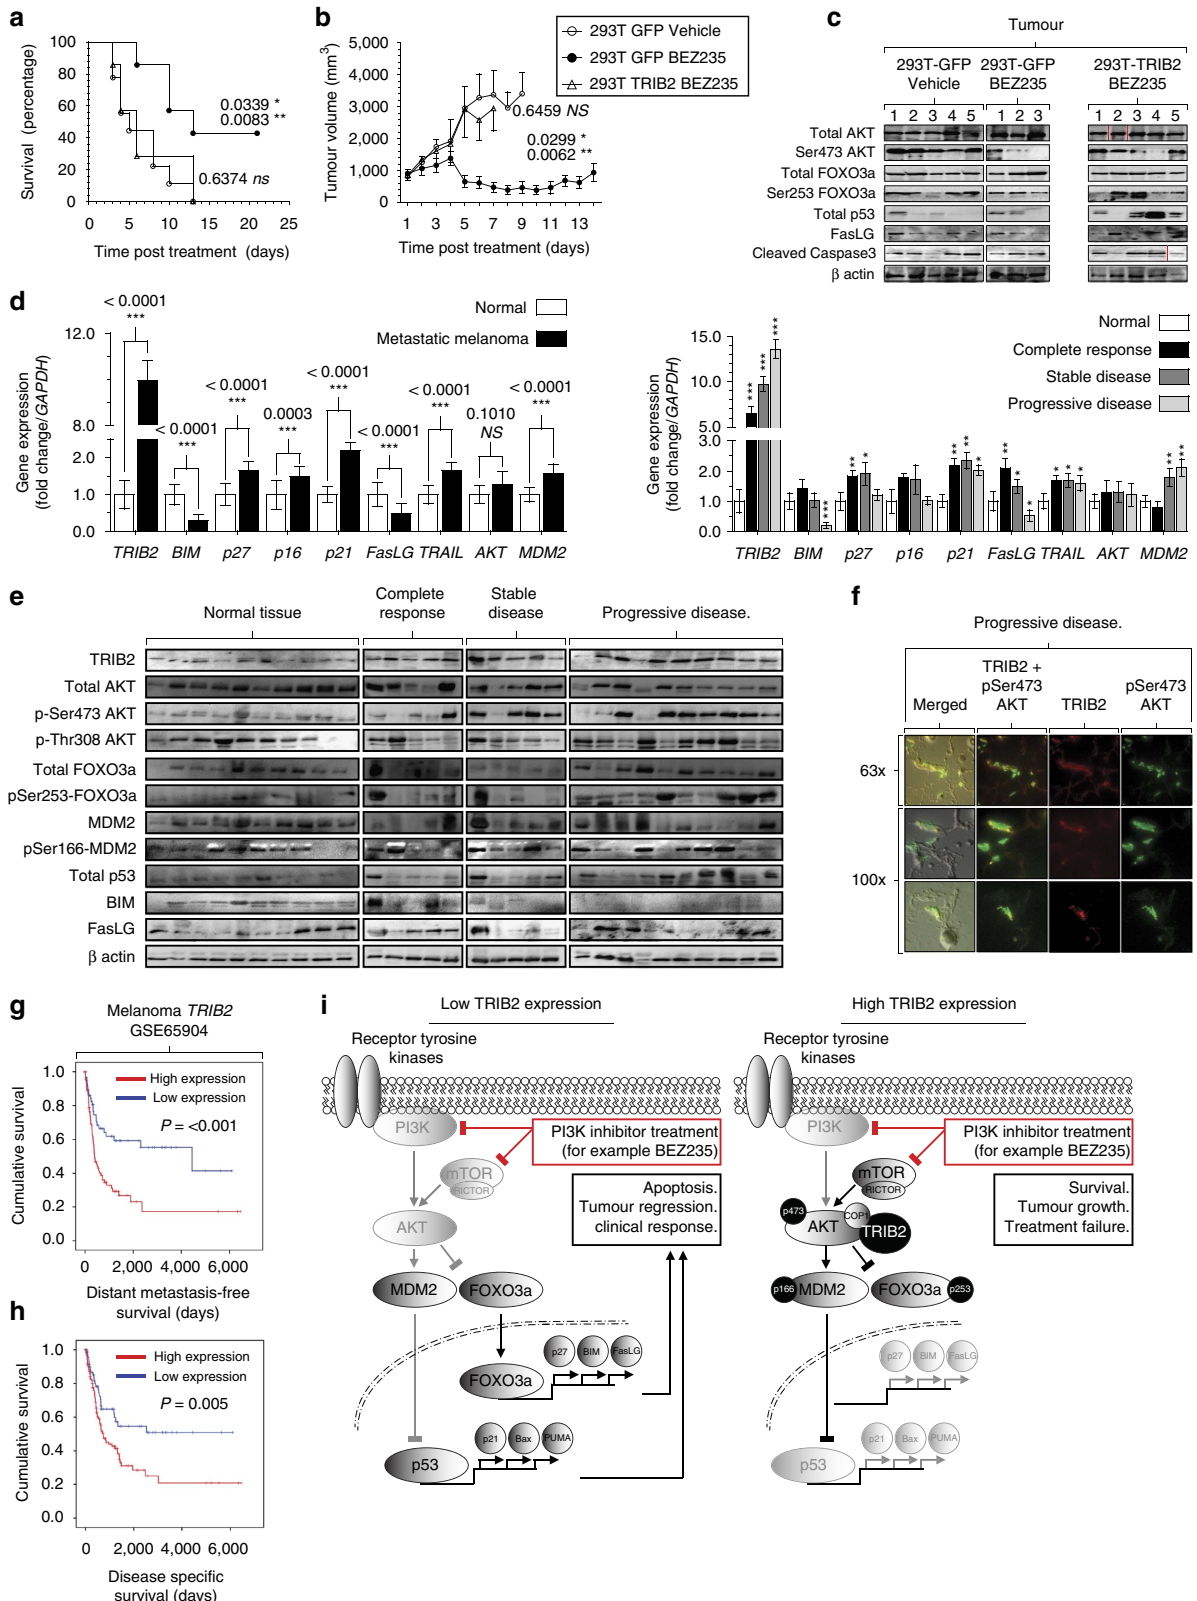 a
Survival (percentage)
100
80
60
40
20
0
0 5 10 15 20 25
Time post treatment (days)
0.0339 *
0.0083 **
0.6374 ns
b
Tumour volume (mm3)
5,000
4,000
3,000
2,000
1,000
0
1 3 5 7 9 11 13
Time post treatment (days)
293T GFP Vehicle
293T GFP BEZ235
293T TRIB2 BEZ235
0.6459 NS
0.0299 *
0.0062 **
c
Tumour
293T-GFP Vehicle
293T-GFP BEZ235
293T-TRIB2 BEZ235
1 2 3 4 5 1 2 3 1 2 3 4 5
Total AKT
Ser473 AKT
Total FOXO3a
Ser253 FOXO3a
Total p53
FasLG
Cleaved Caspase3
β actin
d
Gene expression
(fold change/GAPDH)
12.0
8.0
2.0
1.0
0.0
Normal
Metastatic melanoma
< 0.0001
***
< 0.0001
***
< 0.0001
***
0.0003
***
< 0.0001
***
< 0.0001
***
< 0.0001
***
0.1010
NS
< 0.0001
***
TRIB2 BIM p27 p16 p21 FasLG TRAIL AKT MDM2
Gene expression
(fold change/GAPDH)
15.0
10.0
5.0
3.0
2.0
1.0
0.0
Normal
Complete response
Stable disease
Progressive disease
*** *** ***
***
** *
** ** *
** * *
* * *
** **
TRIB2 BIM p27 p16 p21 FasLG TRAIL AKT MDM2
e
Normal tissue
Complete response
Stable disease
Progressive disease.
TRIB2
Total AKT
p-Ser473 AKT
p-Thr308 AKT
Total FOXO3a
pSer253-FOXO3a
MDM2
pSer166-MDM2
Total p53
BIM
FasLG
β actin
f
Progressive disease.
Merged
TRIB2 + pSer473 AKT
TRIB2
pSer473 AKT
63x
100x
g
Melanoma TRIB2
GSE65904
Cumulative survival
1.0
0.8
0.6
0.4
0.2
0.0
High expression
Low expression
P = <0.001
0 2,000 4,000 6,000
Distant metastasis-free
survival (days)
h
Cumulative survival
1.0
0.8
0.6
0.4
0.2
0.0
High expression
Low expression
P = 0.005
0 2,000 4,000 6,000
Disease specific
survival (days)
i
Low TRIB2 expression
Receptor tyrosine
kinases
PI3K
PI3K inhibitor treatment
(for example BEZ235)
mTOR
RICTOR
AKT
Apoptosis.
Tumour regression.
clinical response.
MDM2
FOXO3a
p27 BIM FasLG
FOXO3a
p21 Bax PUMA
p53
High TRIB2 expression
Receptor tyrosine
kinases
PI3K
PI3K inhibitor treatment
(for example BEZ235)
mTOR
RICTOR
p473
AKT
COP1
TRIB2
Survival.
Tumour growth.
Treatment failure.
p166
MDM2
FOXO3a
p253
p27 BIM FasLG
p21 Bax PUMA
p53